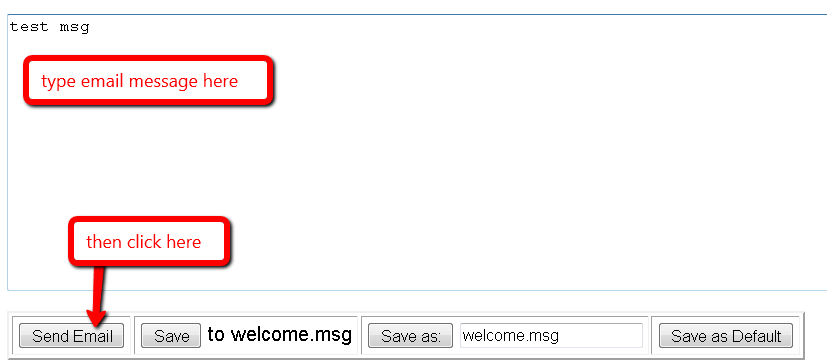 test msg
type email message here
then click here
Send Email Save to welcome.msg Save as: welcome.msg Save as Default